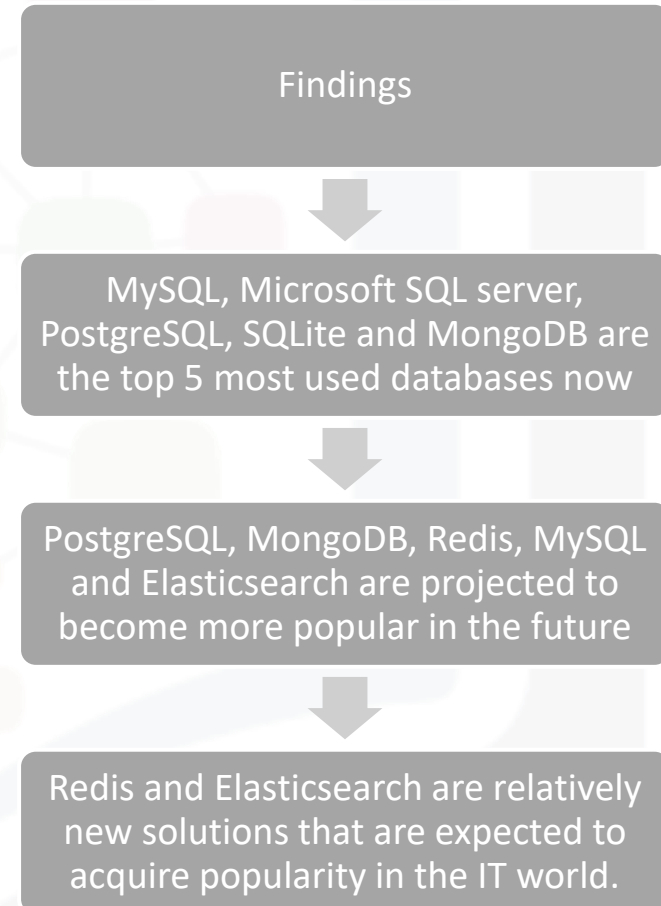 Findings
MySQL, Microsoft SQL server,
PostgreSQL, SQLite and MongoDB are
the top 5 most used databases now
PostgreSQL, MongoDB, Redis, MySQL
and Elasticsearch are projected to
become more popular in the future
Redis and Elasticsearch are relatively
new solutions that are expected to
acquire popularity in the IT world.